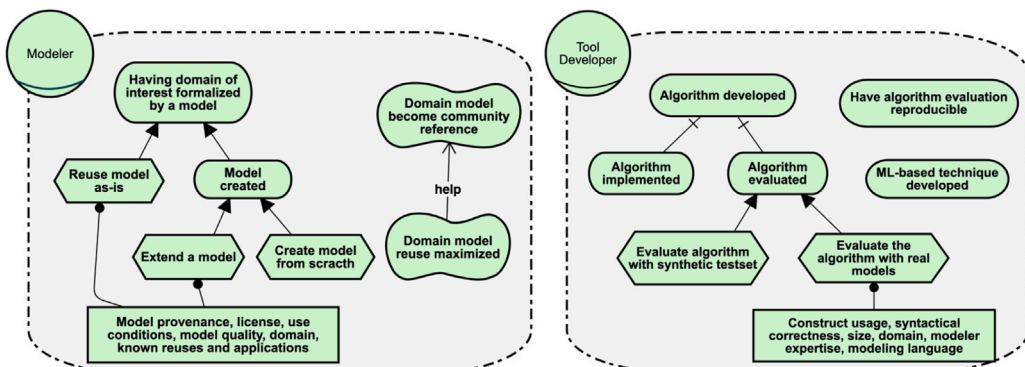 Modeler
Having domain of
interest formalized
by a model
Domain model
become community
reference
Reuse model
as-is
Model
created
help
Extend a model
Create model
from scracth
Domain model
reuse maximized
Model provenance, license, use
conditions, model quality, domain,
known reuses and applications
Tool
Developer
Algorithm developed
Have algorithm evaluation
reproducible
Algorithm
implemented
Algorithm
evaluated
ML-based technique
developed
Evaluate algorithm
with synthetic testset
Evaluate the
algorithm with real
models
Construct usage, syntactical
correctness, size, domain, modeler
expertise, modeling language